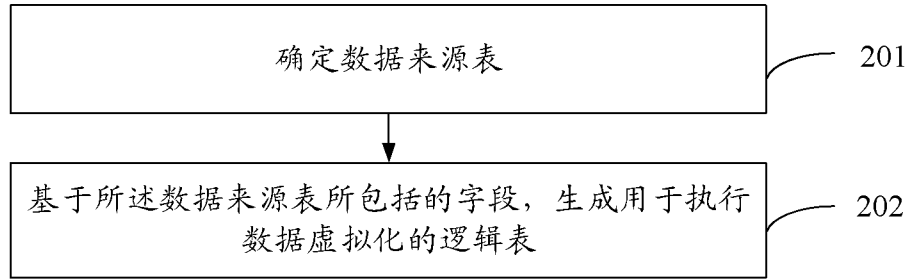 确定数据来源表
201
基于所述数据来源表所包括的字段，生成用于执行
数据虚拟化的逻辑表
202